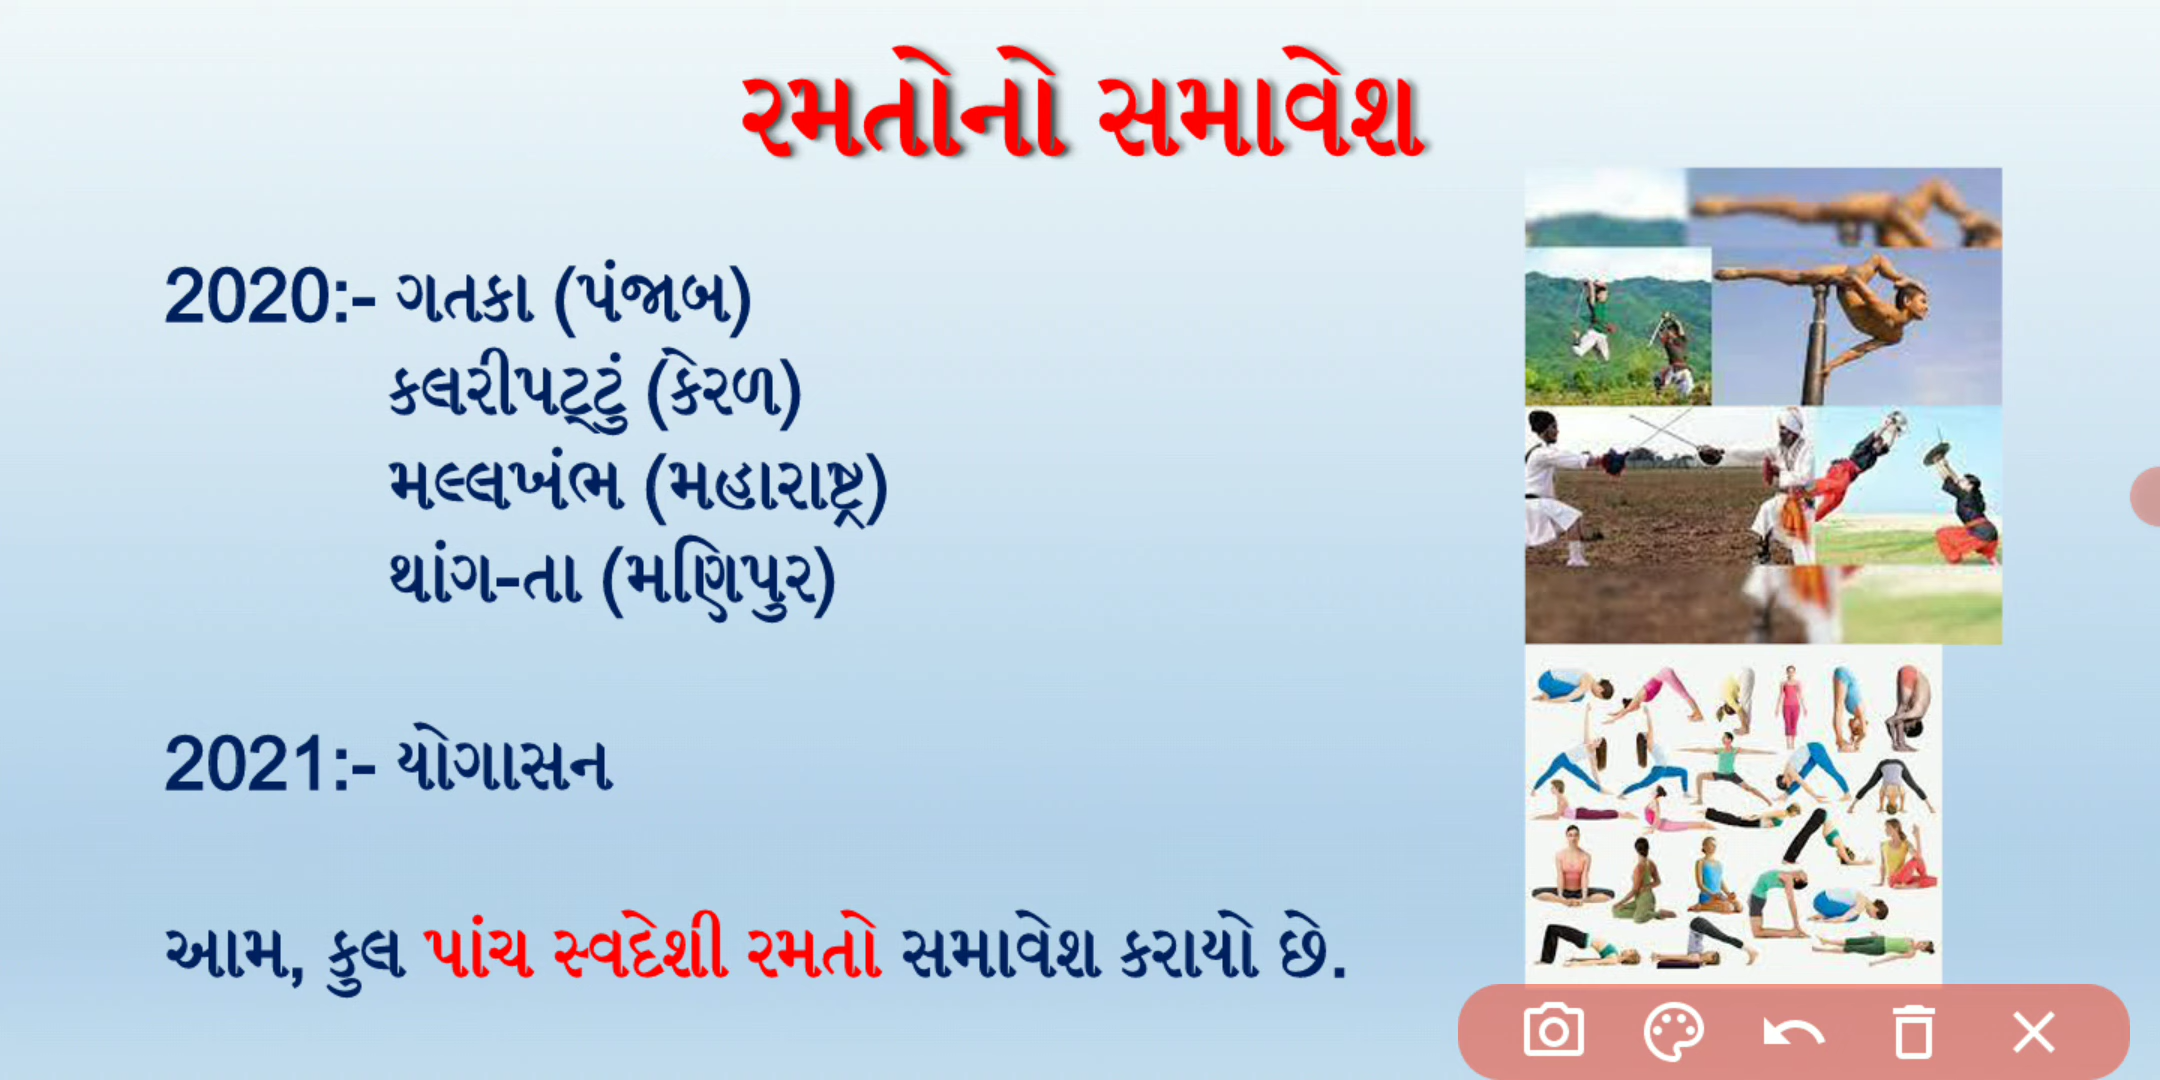 રમતોનો સમાવેશ
2020:- ગતકા (પંજાબ)
કલરીપટ્ટું (કેરળ)
મલ્લખંભ (મહારાષ્ટ્ર)
થાંગ-તા (મણિપુર)
2021:- યોગાસન
આમ, કુલ પાંચ સ્વદેશી રમતો સમાવેશ કરાયો છે.